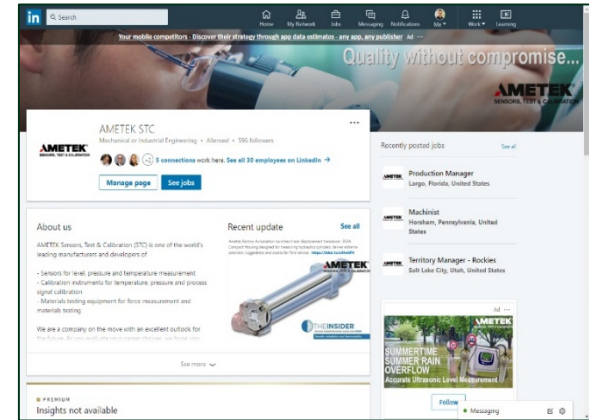 in
Search
Home
My Network
Jobs
Messaging
Notifications
Me
Work
Learning
Your mobile competitors - Discover their strategy through app data estimates - any app, any publisher Ad ...
Quality without compromise...
AMETEK
SENSORS, TEST & CALIBRATION
AMETEK
SENSORS, TEST & CALIBRATION
AMETEK STC
Mechanical or Industrial Engineering • Allerød • 596 followers
5 connections work here. See all 30 employees on LinkedIn →
Manage page
See jobs
Recently posted jobs
See all
AMETEK
Production Manager
Largo, Florida, United States
AMETEK
Machinist
Horsham, Pennsylvania, United
States
AMETEK
Territory Manager - Rockies
Salt Lake City, Utah, United States
About us
AMETEK Sensors, Test & Calibration (STC) is one of the world's
leading manufacturers and developers of
- Sensors for level, pressure and temperature measurement
- Calibration instruments for temperature, pressure and process
signal calibration
- Materials testing equipment for force measurement and
materials testing
We are a company on the move with an excellent outlook for
See more
Recent update
See all
AMETEK
THEINSIDER
Ad ...
AMETEK
SUMMERTIME
SUMMER RAIN
OVERFLOW
Accurate Ultrasonic Level Measurement
Follow
Messaging
PREMIUM
Insights not available